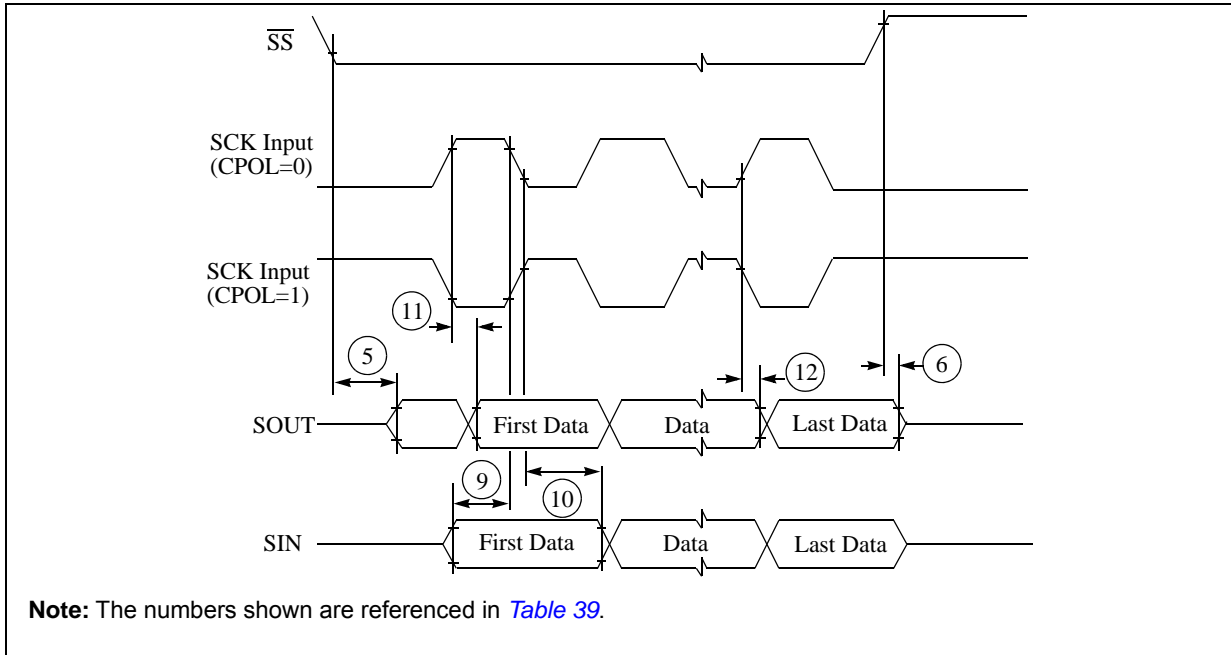 SS
SCK Input
(CPOL=0)
SCK Input
(CPOL=1)
11
5
12
6
SOUT
First Data
Data
Last Data
9
10
SIN
First Data
Data
Last Data
Note: The numbers shown are referenced in Table 39.